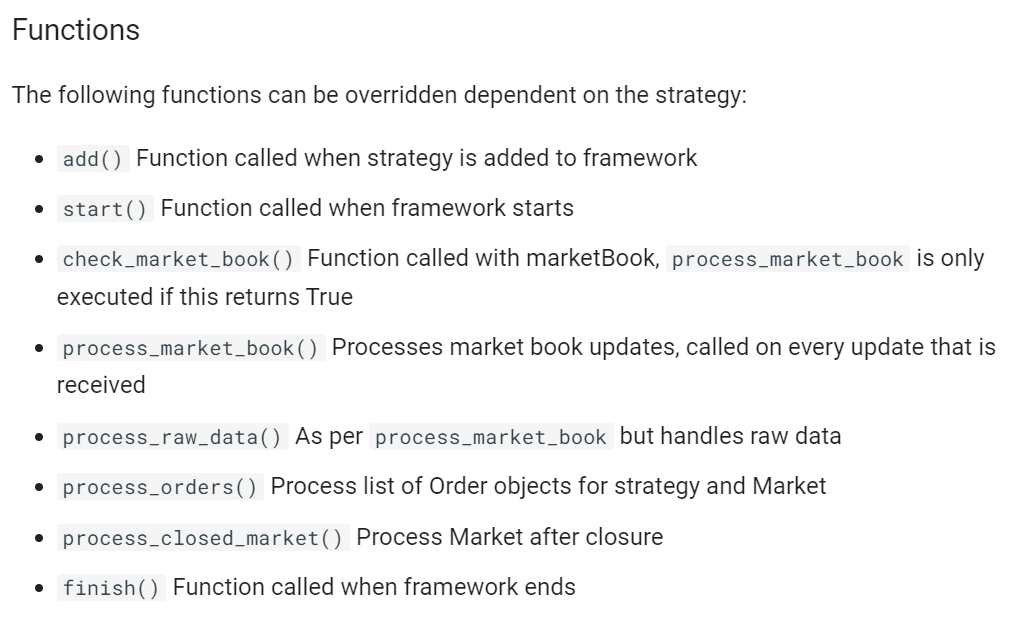 Functions
The following functions can be overridden dependent on the strategy:
• add() Function called when strategy is added to framework
• start() Function called when framework starts
• check_market_book() Function called with marketBook, process_market_book is only
executed if this returns True
• process_market_book() Processes market book updates, called on every update that is
received
• process_raw_data() As per process_market_book but handles raw data
• process_orders() Process list of Order objects for strategy and Market
• process_closed_market() Process Market after closure
• finish() Function called when framework ends